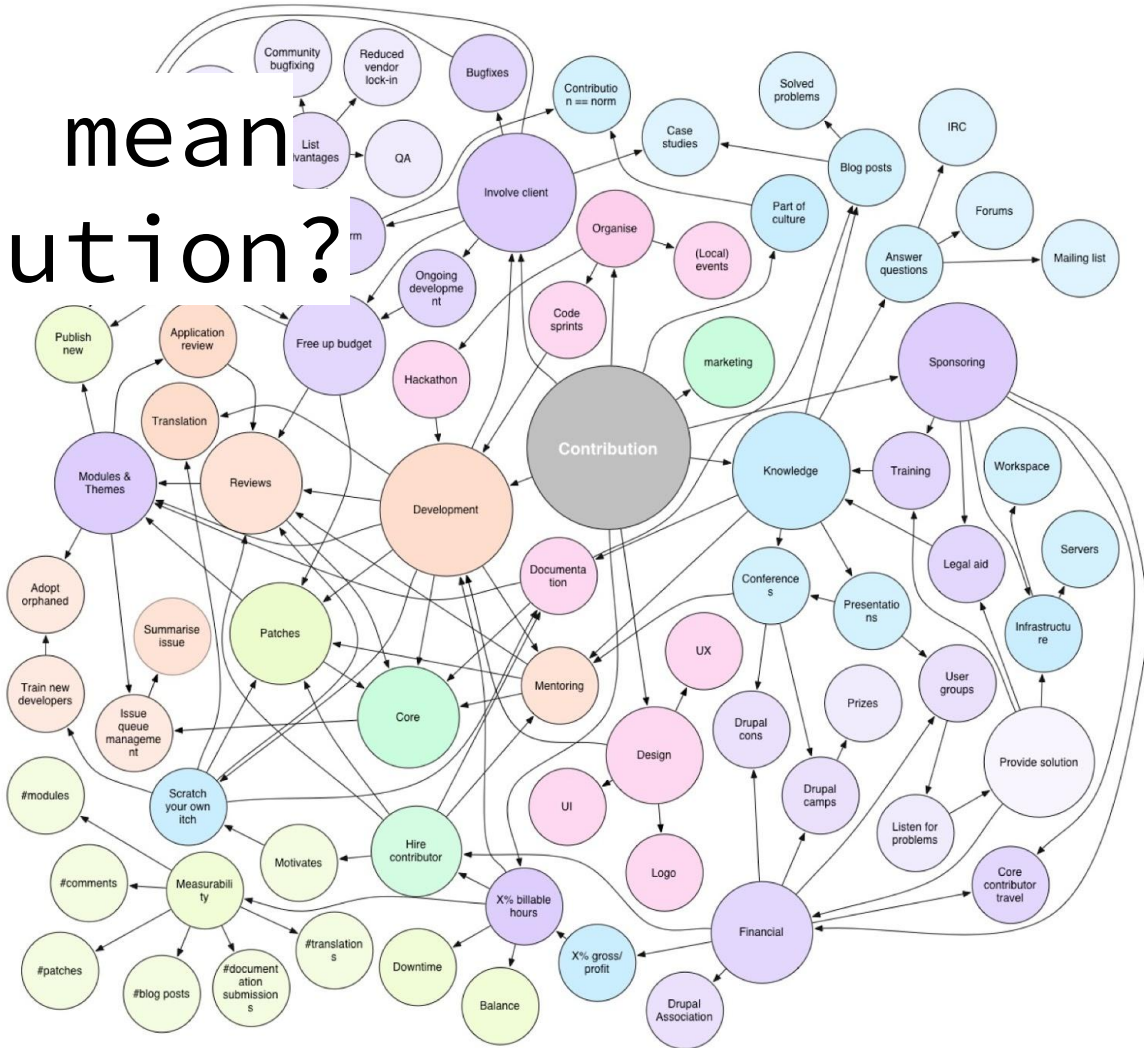 mean
ution?
Community
bugfixing
Reduced
vendor
lock-in
Bugfixes
Contributio
n == norm
Solved
problems
IRC
List
vantages
QA
Case
studies
Blog posts
Involve client
Part of
culture
Forums
Organise
rm
(Local)
events
Answer
questions
Mailing list
Ongoing
developme
nt
Code
sprints
Publish
new
Application
review
Free up budget
Hackathon
marketing
Sponsoring
Translation
Contribution
Modules &
Themes
Reviews
Development
Knowledge
Training
Workspace
Adopt
orphaned
Documenta
tion
Conference
s
Legal aid
Servers
Summarise
issue
Patches
Presentatio
ns
Infrastructu
re
Train new
developers
Issue
queue
manageme
nt
Core
Mentoring
UX
User
groups
Prizes
Drupal
cons
Design
Provide solution
#modules
Scratch
your own
itch
UI
Drupal
camps
Listen for
problems
Motivates
Hire
contributor
Logo
#comments
Measurabili
ty
X% billable
hours
Core
contributor
travel
Financial
#patches
#blog posts
#document
ation
submission
s
#translation
s
Downtime
Balance
X% gross/
profit
Drupal
Association